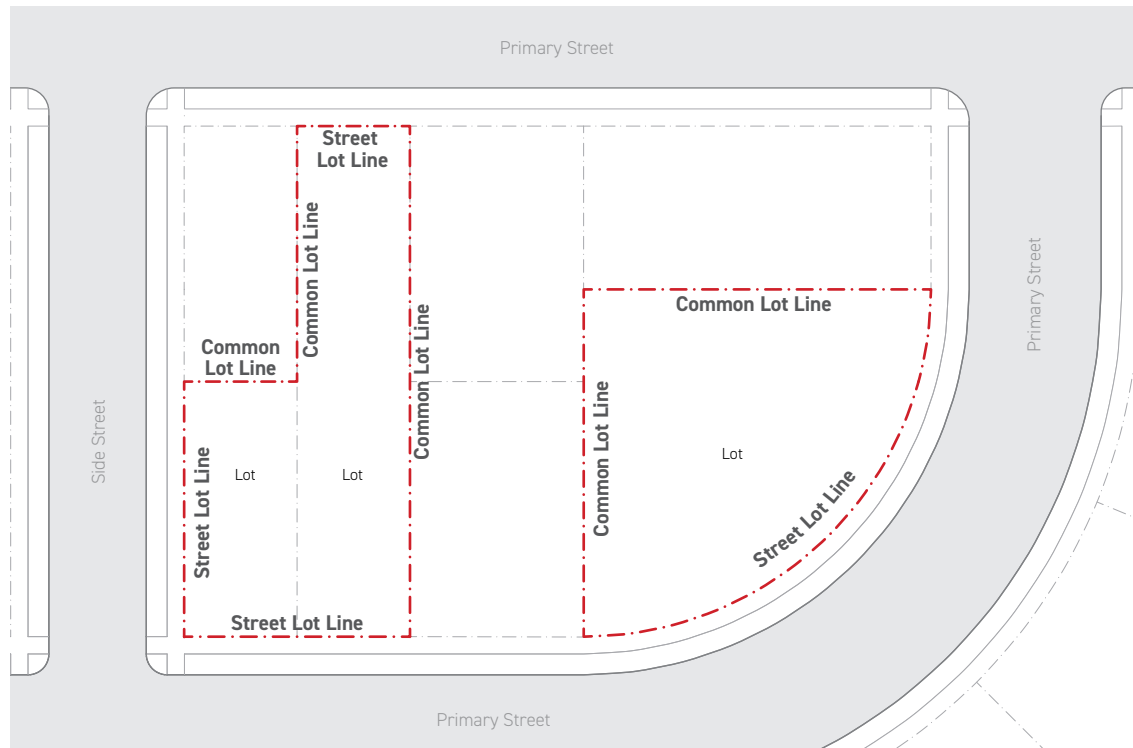 Primary Street
Street
Lot Line
Common Lot Line
Common Lot Line
Common
Lot Line
Common Lot Line
Primary Street
Common Lot Line
Side Street
Street Lot Line
Lot
Lot
Lot
Street Lot Line
Street Lot Line
Primary Street